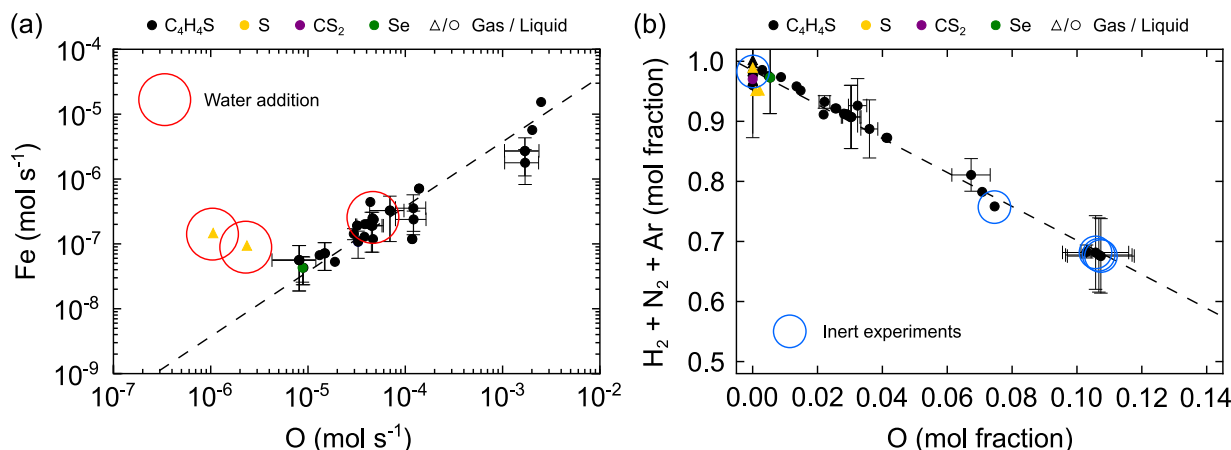 (a)
C₄H₄S S CS₂ Se △/○ Gas / Liquid
10⁻⁴
10⁻⁵
10⁻⁶
10⁻⁷
10⁻⁸
10⁻⁹
Fe (mol s⁻¹)
Water addition
10⁻⁷ 10⁻⁶ 10⁻⁵ 10⁻⁴ 10⁻³ 10⁻²
O (mol s⁻¹)
(b)
C₄H₄S S CS₂ Se △/○ Gas / Liquid
1.0
0.9
0.8
0.7
0.6
0.5
H₂ + N₂ + Ar (mol fraction)
Inert experiments
0.00 0.02 0.04 0.06 0.08 0.10 0.12 0.14
O (mol fraction)